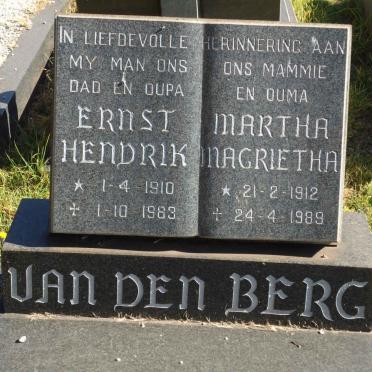 IN LIEFDEVOLLE HERINNERING AAN
MY MAN ONS
DAD EN OUPA
ERNST
HENDRIK
★ 1-4-1910
✝ 1-10-1983
ONS MAMMIE
EN OUMA
MARTHA
MAGRIETHA
★ 21-2-1912
✝ 24-4-1989
VAN DEN BERG